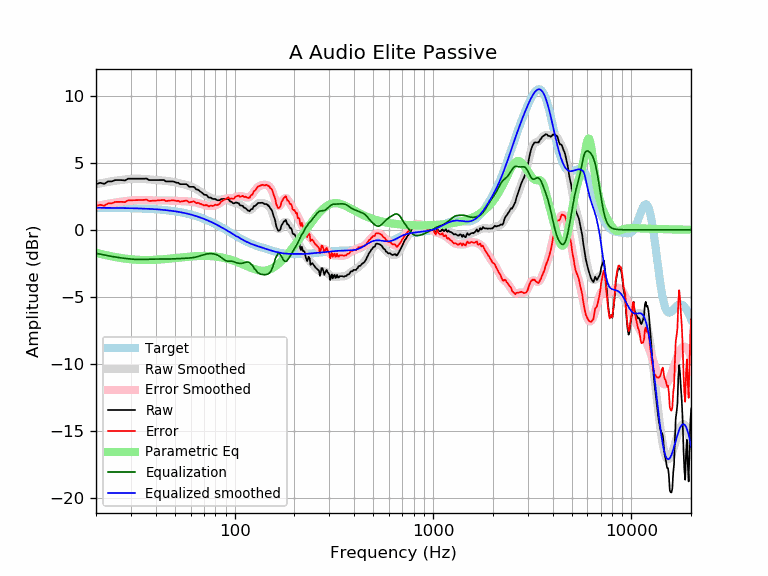 A Audio Elite Passive
10
5
0
−5
−10
−15
−20
Amplitude (dBr)
Target
Raw Smoothed
Error Smoothed
Raw
Error
Parametric Eq
Equalization
Equalized smoothed
100 1000 10000
Frequency (Hz)